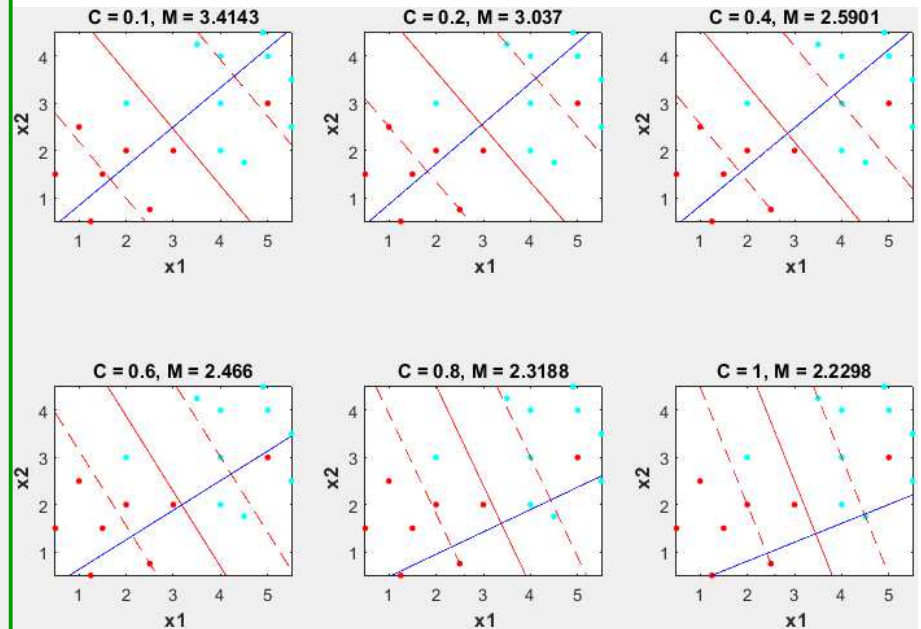 C = 0.1, M = 3.4143
x2
4
3
2
1
1 2 3 4 5
x1
C = 0.2, M = 3.037
x2
4
3
2
1
1 2 3 4 5
x1
C = 0.4, M = 2.5901
x2
4
3
2
1
1 2 3 4 5
x1
C = 0.6, M = 2.466
x2
4
3
2
1
1 2 3 4 5
x1
C = 0.8, M = 2.3188
x2
4
3
2
1
1 2 3 4 5
x1
C = 1, M = 2.2298
x2
4
3
2
1
1 2 3 4 5
x1